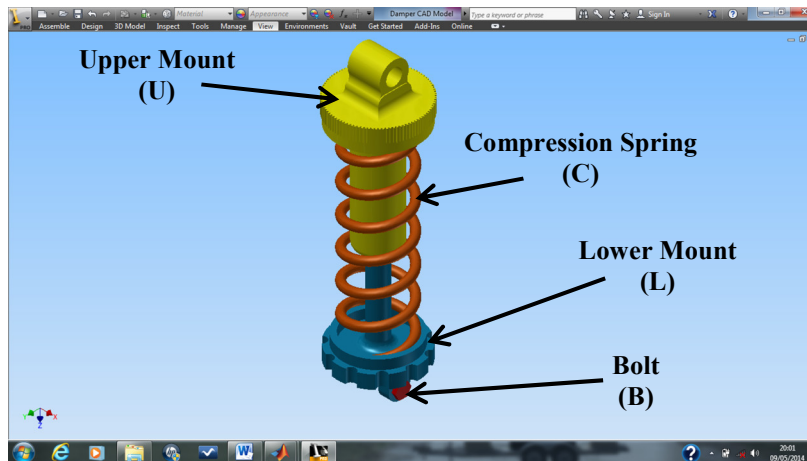 Material
Appearance
Damper CAD Model
Type a keyword or phrase
Sign In
PRO
Assemble Design 3D Model Inspect Tools Manage View Environments Vault Get Started Add-Ins Online
Upper Mount
(U)
Compression Spring
(C)
Lower Mount
(L)
Bolt
(B)
20:01
09/05/2014